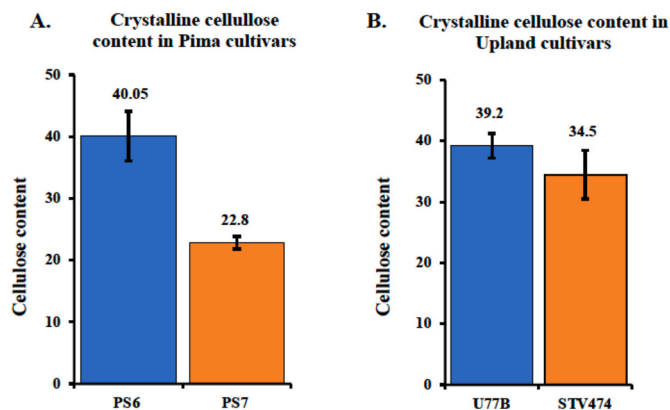 A.
Crystalline cellullose
content in Pima cultivars
Cellulose content
50
40
30
20
10
0
40.05
22.8
PS6
PS7
B.
Crystalline cellulose content in
Upland cultivars
Cellulose content
50
40
30
20
10
0
39.2
34.5
U77B
STV474